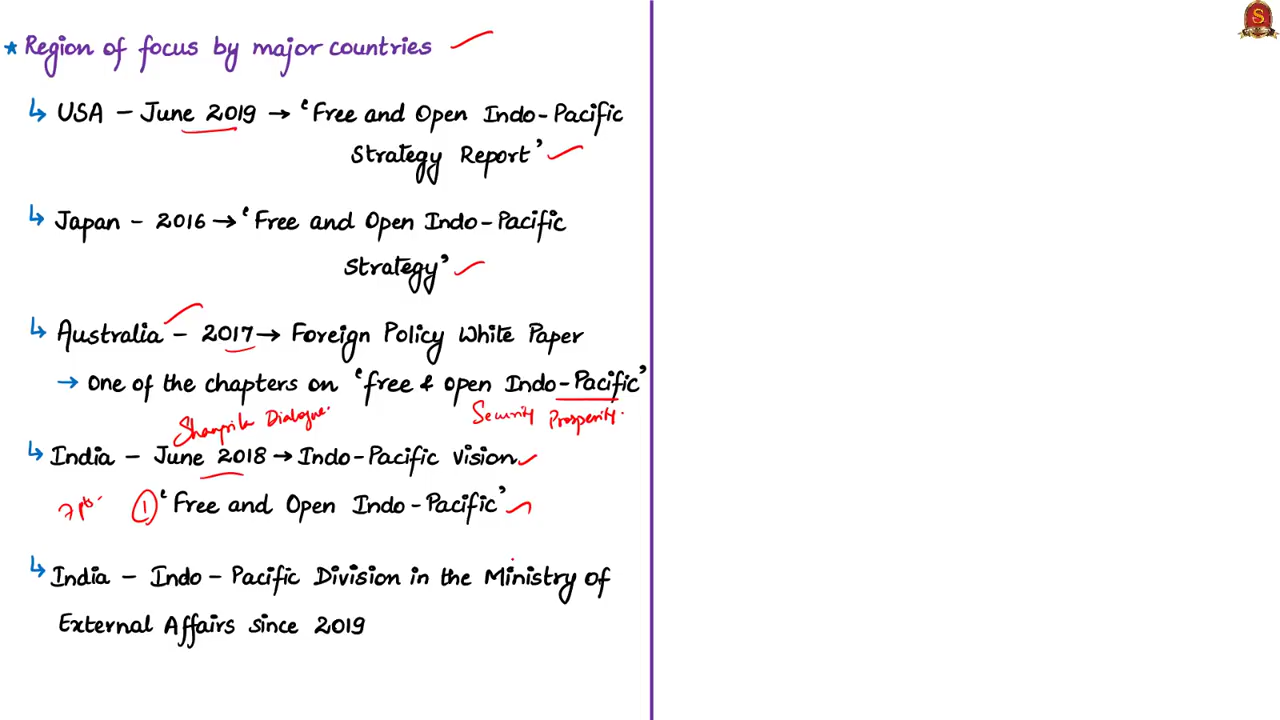 * Region of focus by major countries
↳ USA – June 2019 → 'Free and Open Indo-Pacific
Strategy Report'
↳ Japan - 2016 → 'Free and Open Indo-Pacific
Strategy'
↳ Australia – 2017 → Foreign Policy White Paper
→ One of the chapters on 'free & open Indo-Pacific'
Shangrila Dialogue.
Security Prosperity.
↳ India – June 2018 → Indo-Pacific Vision
7 pts. ① 'Free and Open Indo-Pacific'
↳ India – Indo-Pacific Division in the Ministry of
External Affairs since 2019
S